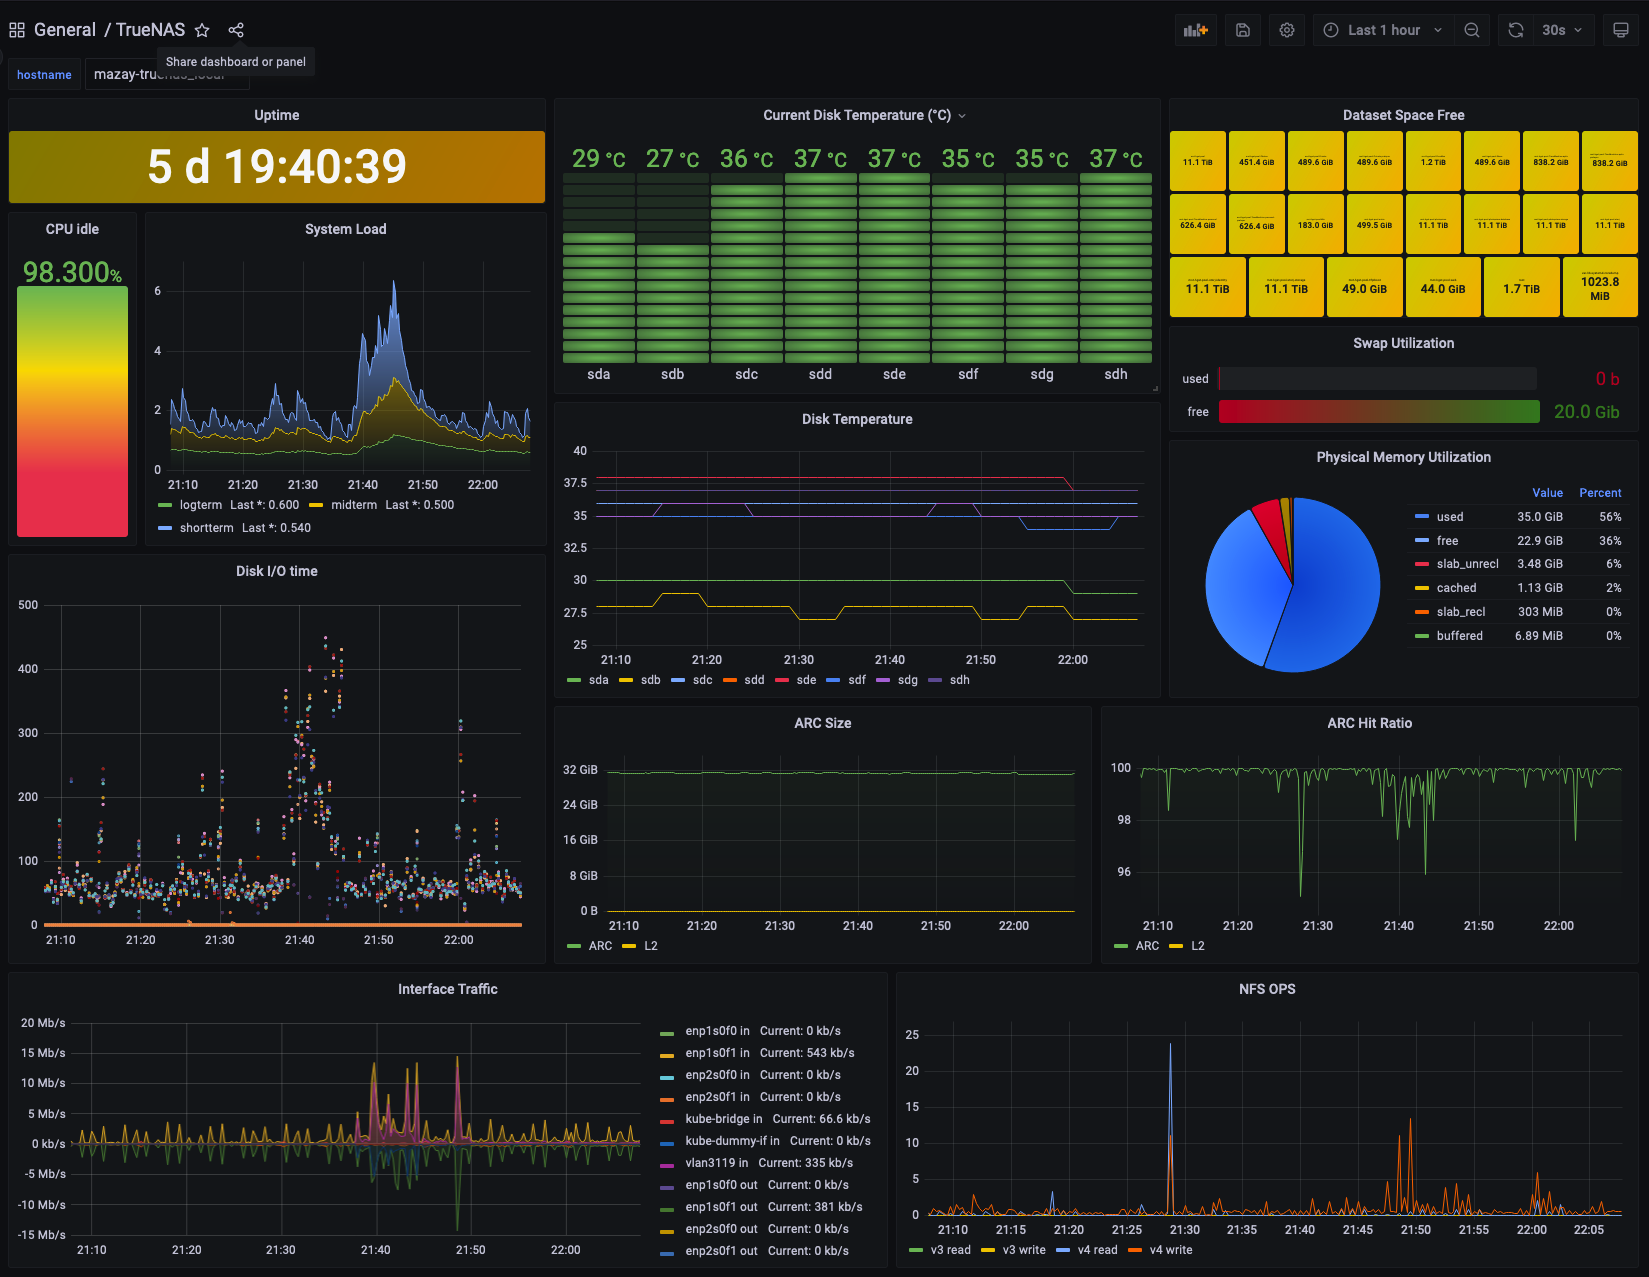 General / TrueNAS
Last 1 hour
30s
Share dashboard or panel
hostname
Uptime
5 d 19:40:39
Current Disk Temperature (°C)
29 °C 27 °C 36 °C 37 °C 37 °C 35 °C 35 °C 37 °C
sda sdb sdc sdd sde sdf sdg sdh
Dataset Space Free
11.1 TiB 451.4 GiB 489.6 GiB 489.6 GiB 1.2 TiB 489.6 GiB 838.2 GiB 838.2 GiB
626.4 GiB 626.4 GiB 183.0 GiB 499.5 GiB 11.1 TiB 11.1 TiB 11.1 TiB 11.1 TiB
11.1 TiB 11.1 TiB 49.0 GiB 44.0 GiB 1.7 TiB 1023.8
MiB
CPU idle
98.300%
System Load
6
4
2
0
21:10 21:20 21:30 21:40 21:50 22:00
logterm Last *: 0.600 midterm Last *: 0.500
shortterm Last *: 0.540
Swap Utilization
used 0 b
free 20.0 Gib
Disk Temperature
40
37.5
35
32.5
30
27.5
25
21:10 21:20 21:30 21:40 21:50 22:00
sda sdb sdc sdd sde sdf sdg sdh
Physical Memory Utilization
Value Percent
used 35.0 GiB 56%
free 22.9 GiB 36%
slab_unrecl 3.48 GiB 6%
cached 1.13 GiB 2%
slab_recl 303 MiB 0%
buffered 6.89 MiB 0%
Disk I/O time
500
400
300
200
100
0
21:10 21:20 21:30 21:40 21:50 22:00
ARC Size
32 GiB
24 GiB
16 GiB
8 GiB
0 B
21:10 21:20 21:30 21:40 21:50 22:00
ARC L2
ARC Hit Ratio
100
98
96
21:10 21:20 21:30 21:40 21:50 22:00
ARC L2
Interface Traffic
20 Mb/s
15 Mb/s
10 Mb/s
5 Mb/s
0 kb/s
-5 Mb/s
-10 Mb/s
-15 Mb/s
21:10 21:20 21:30 21:40 21:50 22:00
enp1s0f0 in Current: 0 kb/s
enp1s0f1 in Current: 543 kb/s
enp2s0f0 in Current: 0 kb/s
enp2s0f1 in Current: 0 kb/s
kube-bridge in Current: 66.6 kb/s
kube-dummy-if in Current: 0 kb/s
vlan3119 in Current: 335 kb/s
enp1s0f0 out Current: 0 kb/s
enp1s0f1 out Current: 381 kb/s
enp2s0f0 out Current: 0 kb/s
enp2s0f1 out Current: 0 kb/s
NFS OPS
25
20
15
10
5
0
21:10 21:15 21:20 21:25 21:30 21:35 21:40 21:45 21:50 21:55 22:00 22:05
v3 read v3 write v4 read v4 write